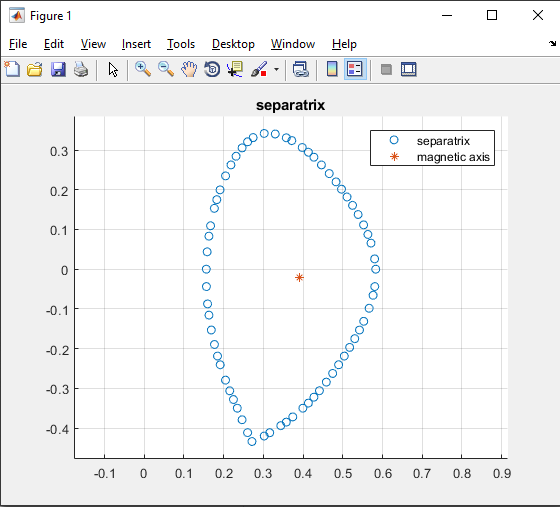 Figure 1
File Edit View Insert Tools Desktop Window Help
separatrix
separatrix
magnetic axis
0.3
0.2
0.1
0
-0.1
-0.2
-0.3
-0.4
-0.1 0 0.1 0.2 0.3 0.4 0.5 0.6 0.7 0.8 0.9